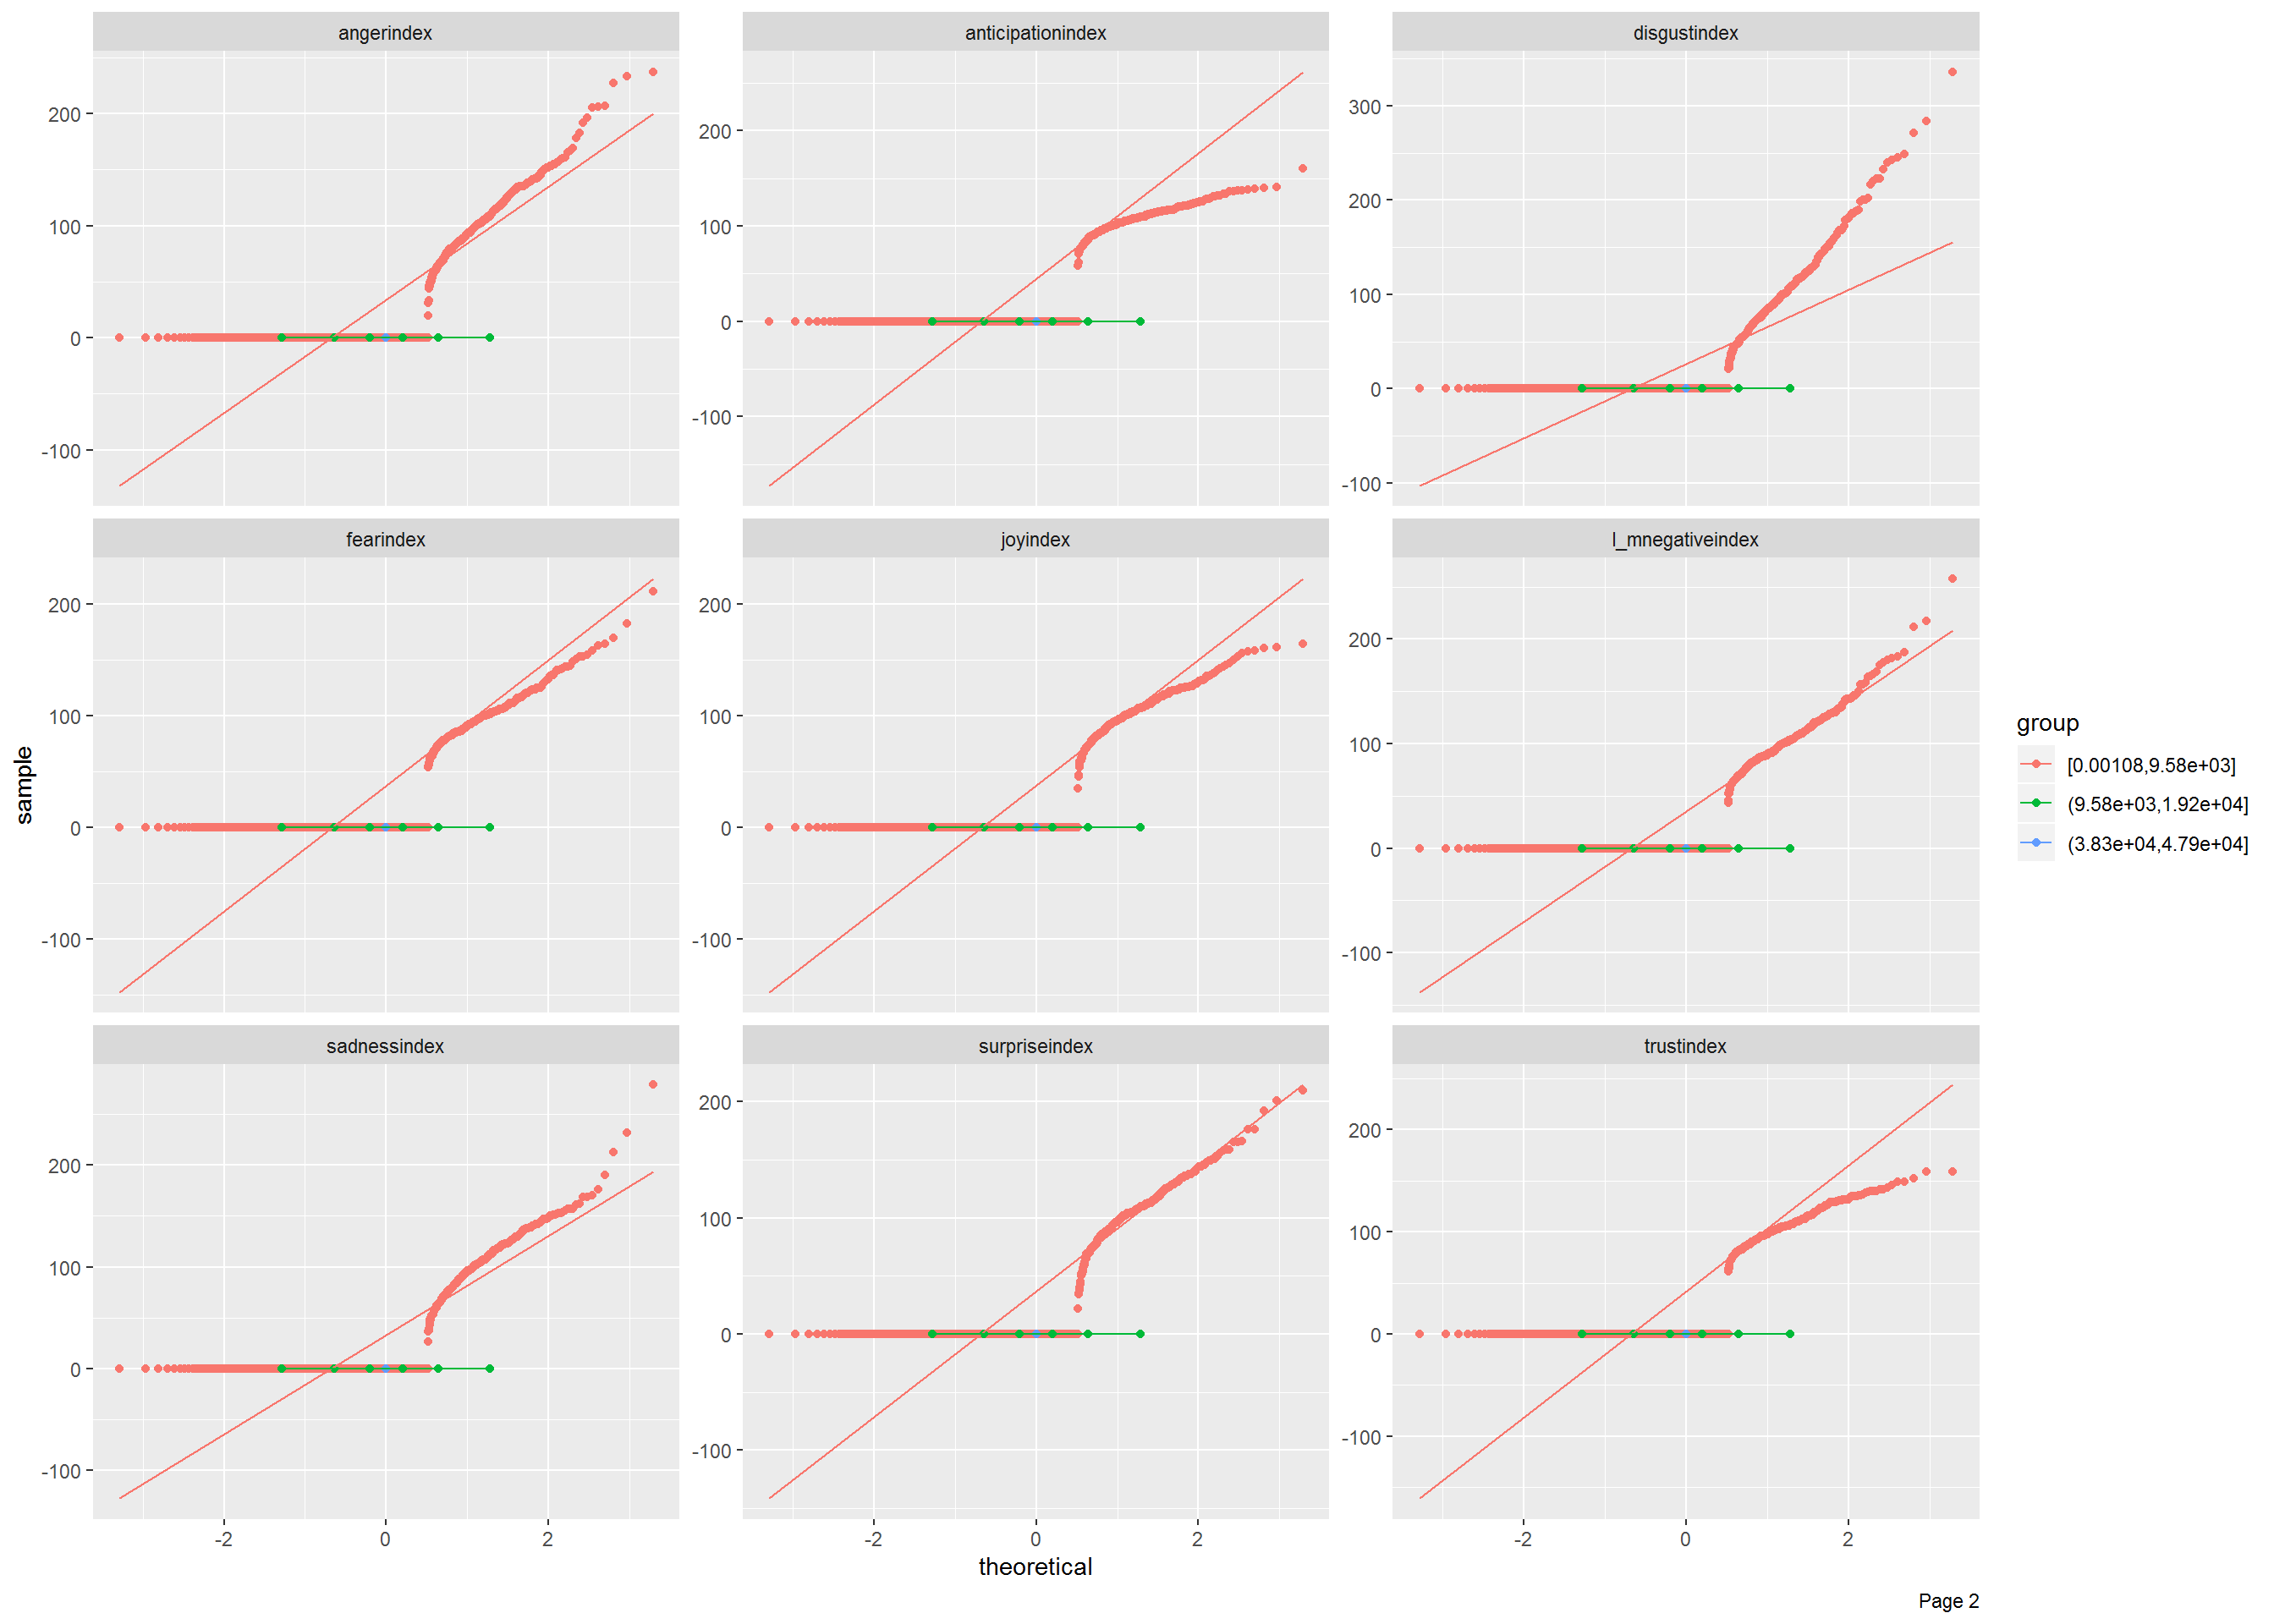 angerindex
anticipationindex
disgustindex
200
100
0
-100
200
100
0
-100
300
200
100
0
-100
fearindex
joyindex
l_mnegativeindex
200
100
0
-100
200
100
0
-100
200
100
0
-100
sadnessindex
surpriseindex
trustindex
200
100
0
-100
200
100
0
-100
200
100
0
-100
-2 0 2
-2 0 2
-2 0 2
sample
theoretical
group
[0.00108,9.58e+03]
(9.58e+03,1.92e+04]
(3.83e+04,4.79e+04]
Page 2